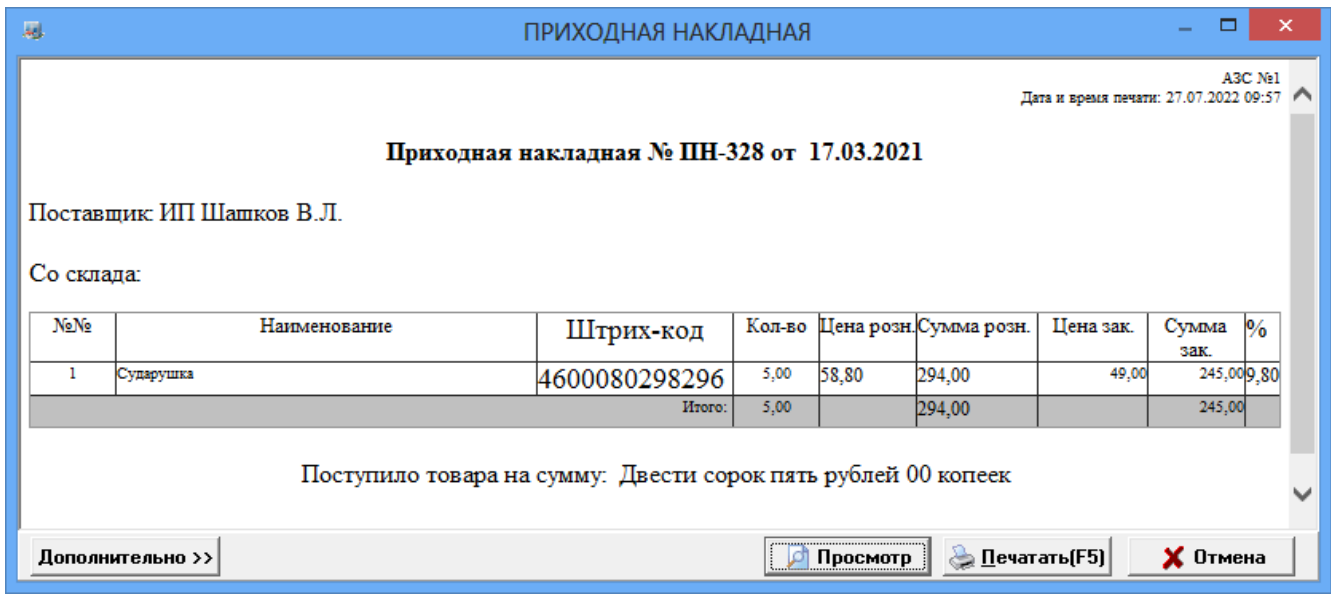 ПРИХОДНАЯ НАКЛАДНАЯ
АЗС №1
Дата и время печати: 27.07.2022 09:57
Приходная накладная № ПН-328 от 17.03.2021
Поставщик: ИП Шашков В.Л.
Со склада:
№№ Наименование Штрих-код Кол-во Цена розн. Сумма розн. Цена зак. Сумма зак. %
1 Сударушка 4600080298296 5,00 58,80 294,00 49,00 245,00 9,80
Итого: 5,00 294,00 245,00
Поступило товара на сумму: Двести сорок пять рублей 00 копеек
Дополнительно >> Просмотр Печатать(F5) Отмена